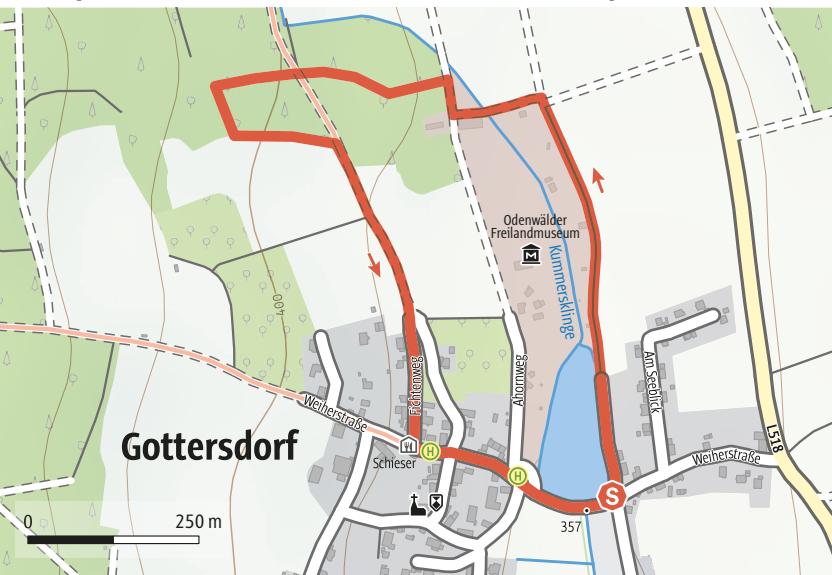 Odenwälder
Freilandmuseum
M
Kummersklinge
400
Fichtenweg
Ahornweg
Am Seeblick
Weiherstraße
Gottersdorf
Schieser
H
H
S
Weiherstraße
L518
357
0
250 m